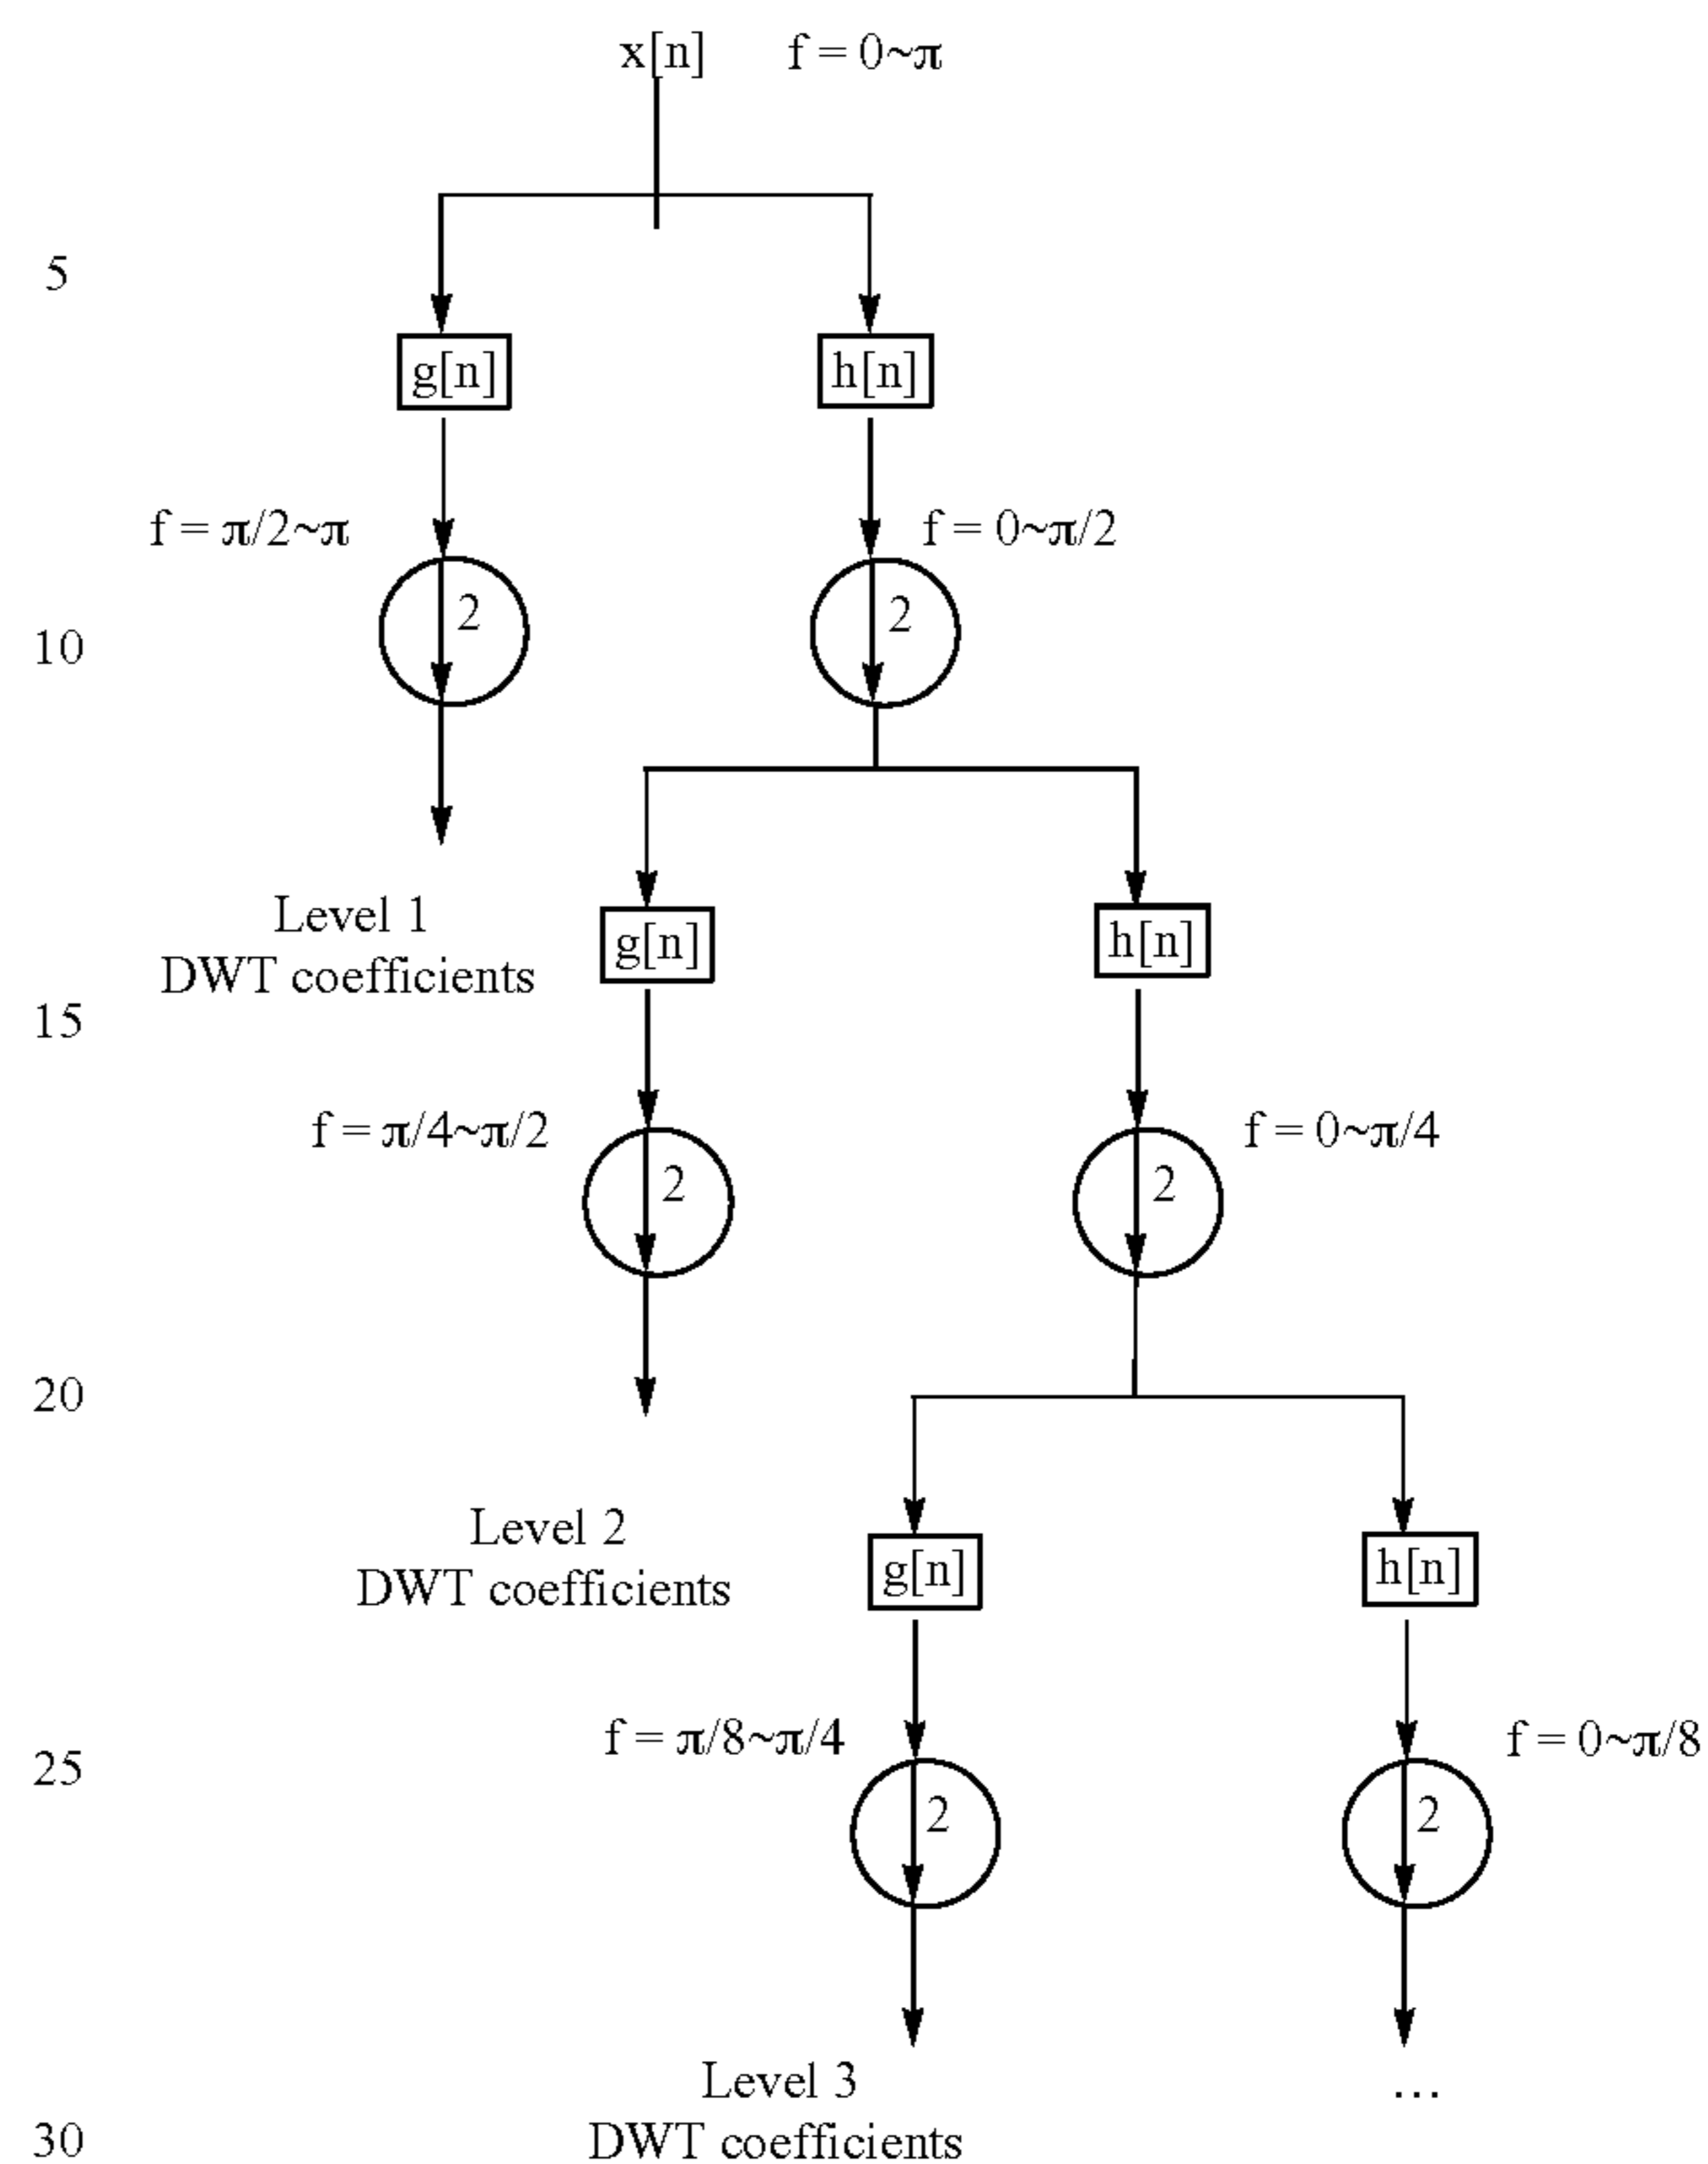 x[n] f = 0~π
5
g[n] h[n]
f = π/2~π f = 0~π/2
2 2
10
Level 1
DWT coefficients
g[n] h[n]
15
f = π/4~π/2 f = 0~π/4
2 2
20
Level 2
DWT coefficients
g[n] h[n]
f = π/8~π/4 f = 0~π/8
25
2 2
Level 3
DWT coefficients
...
30